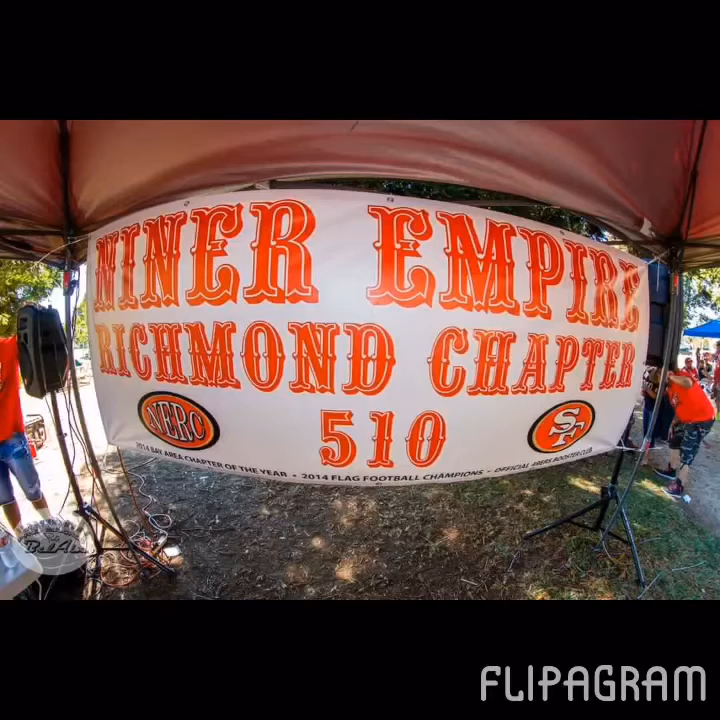 NINER EMPIRE
RICHMOND CHAPTER
510
NERC
SF
2014 BAY AREA CHAPTER OF THE YEAR • 2014 FLAG FOOTBALL CHAMPIONS • OFFICIAL 49ERS BOOSTER CLUB
FLIPAGRAM